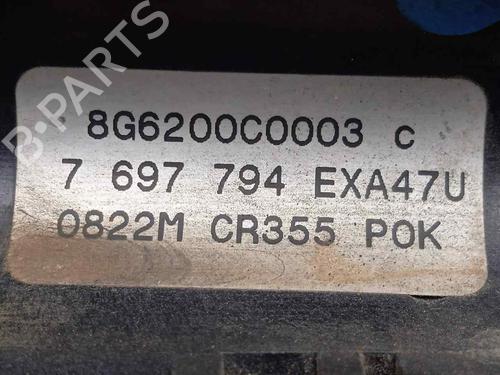 B-PARTS
8G6200C0003 C
7 697 794 EXA47U
0822M CR355 POK